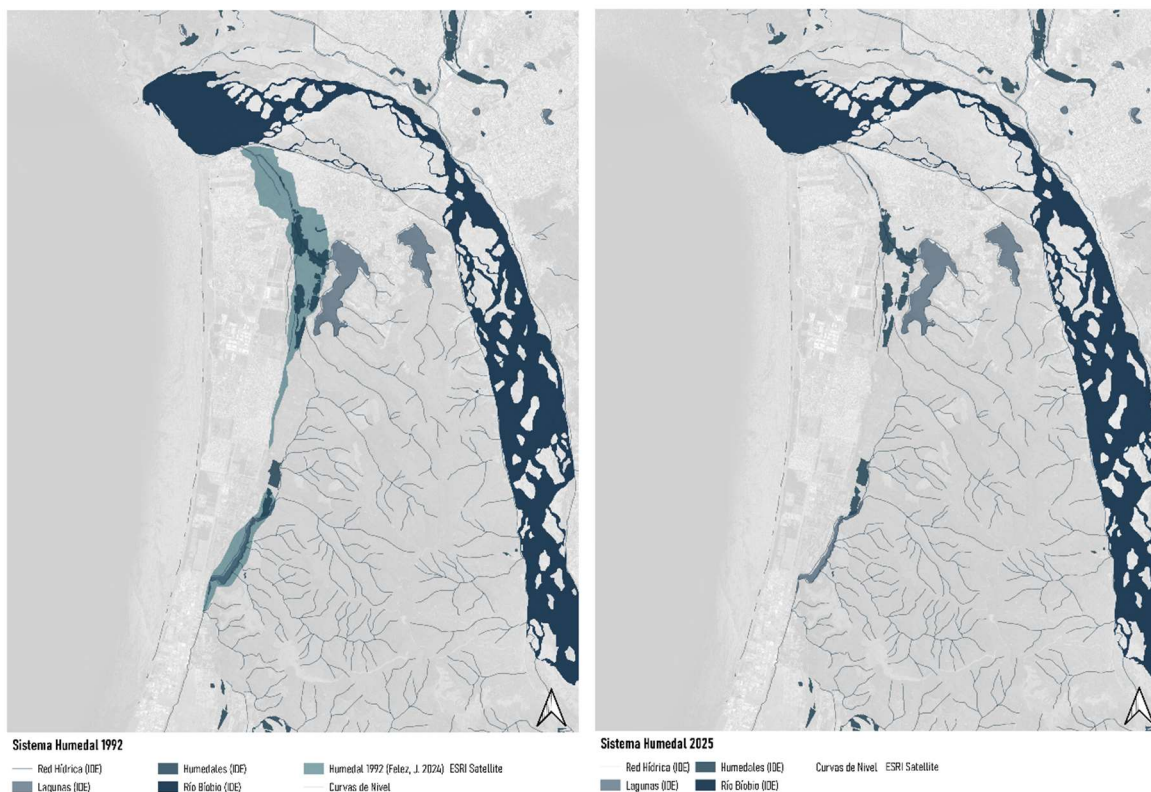 Sistema Humedal 1992
Red Hídrica (IDE) Humedales (IDE) Humedal 1992 (Felez, J. 2024) ESRI Satellite
Lagunas (IDE) Río Bíobio (IDE) Curvas de Nivel
Sistema Humedal 2025
Red Hídrica (IDE) Humedales (IDE) Curvas de Nivel ESRI Satellite
Lagunas (IDE) Río Bíobio (IDE)